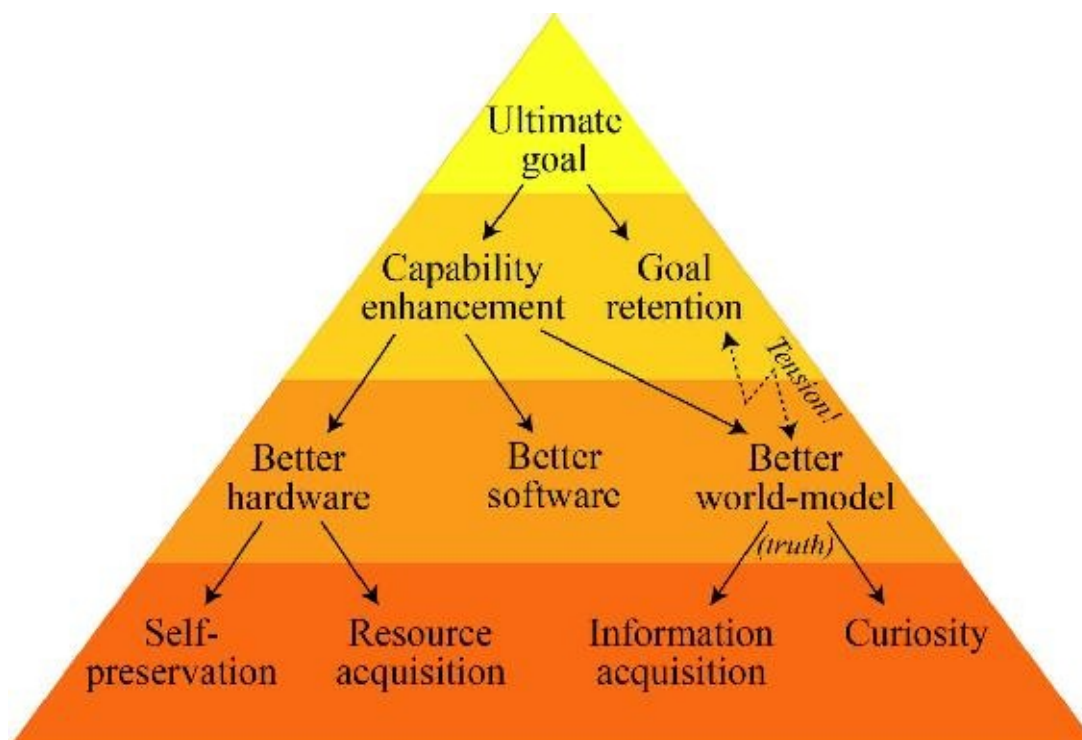 Ultimate
goal
Capability
enhancement
Goal
retention
Tension!
Better
hardware
Better
software
Better
world-model
(truth)
Self-
preservation
Resource
acquisition
Information
acquisition
Curiosity